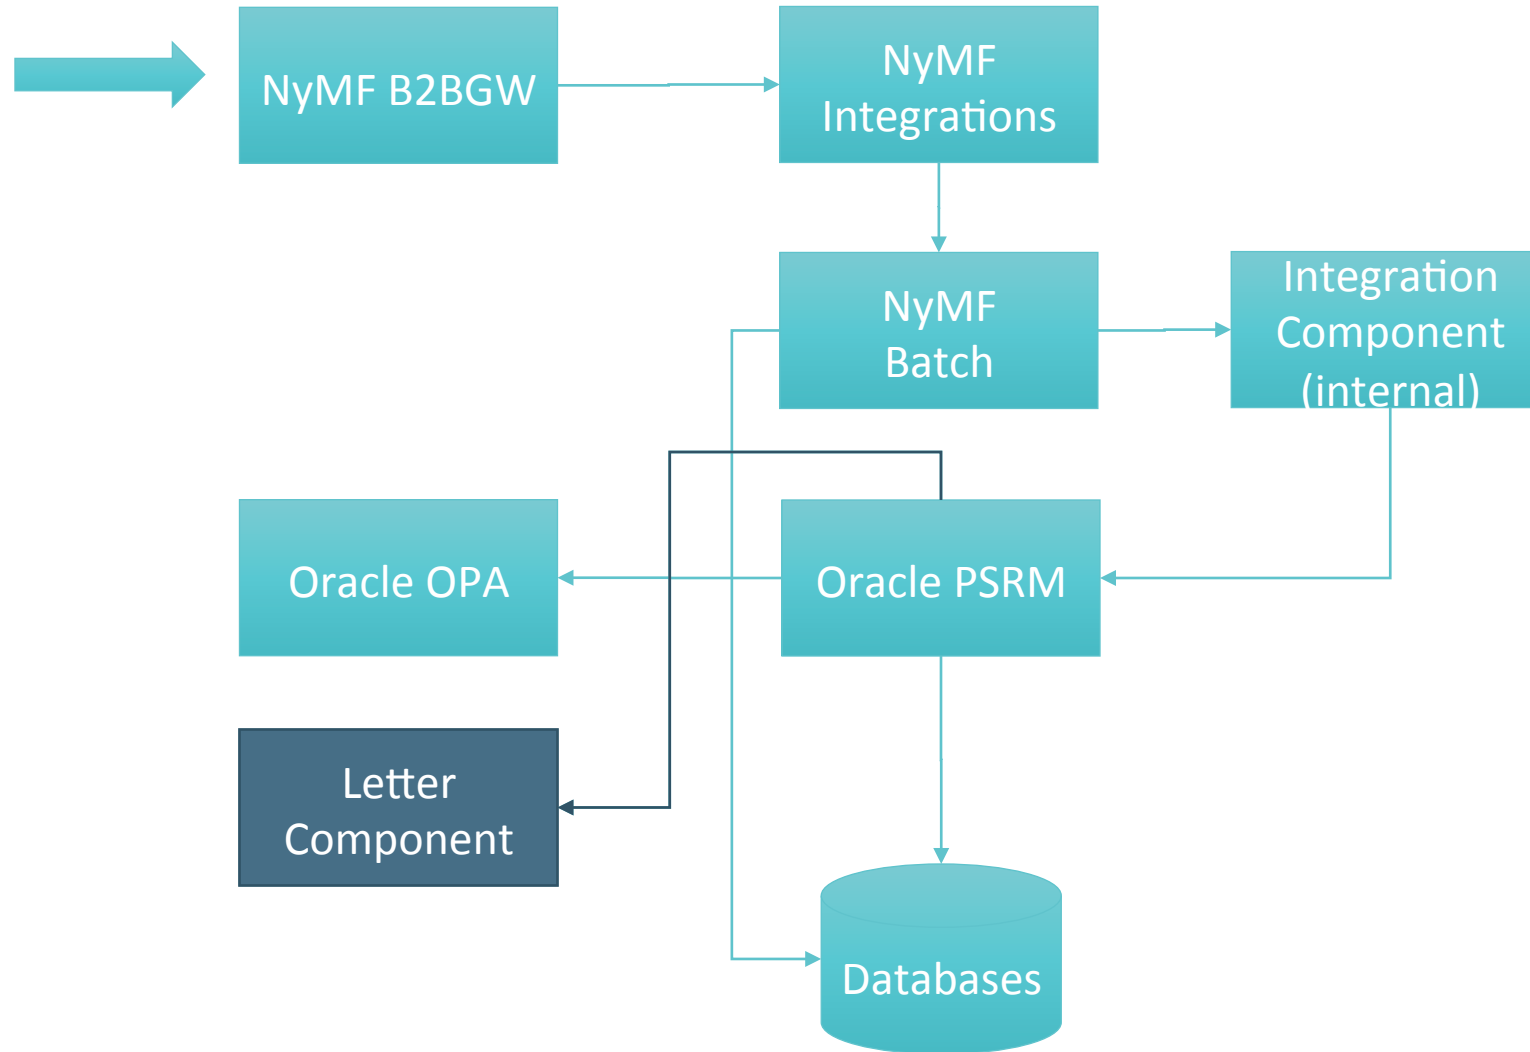 NyMF B2BGW
NyMF
Integrations
NyMF
Batch
Integration
Component
(internal)
Oracle OPA
Oracle PSRM
Letter
Component
Databases